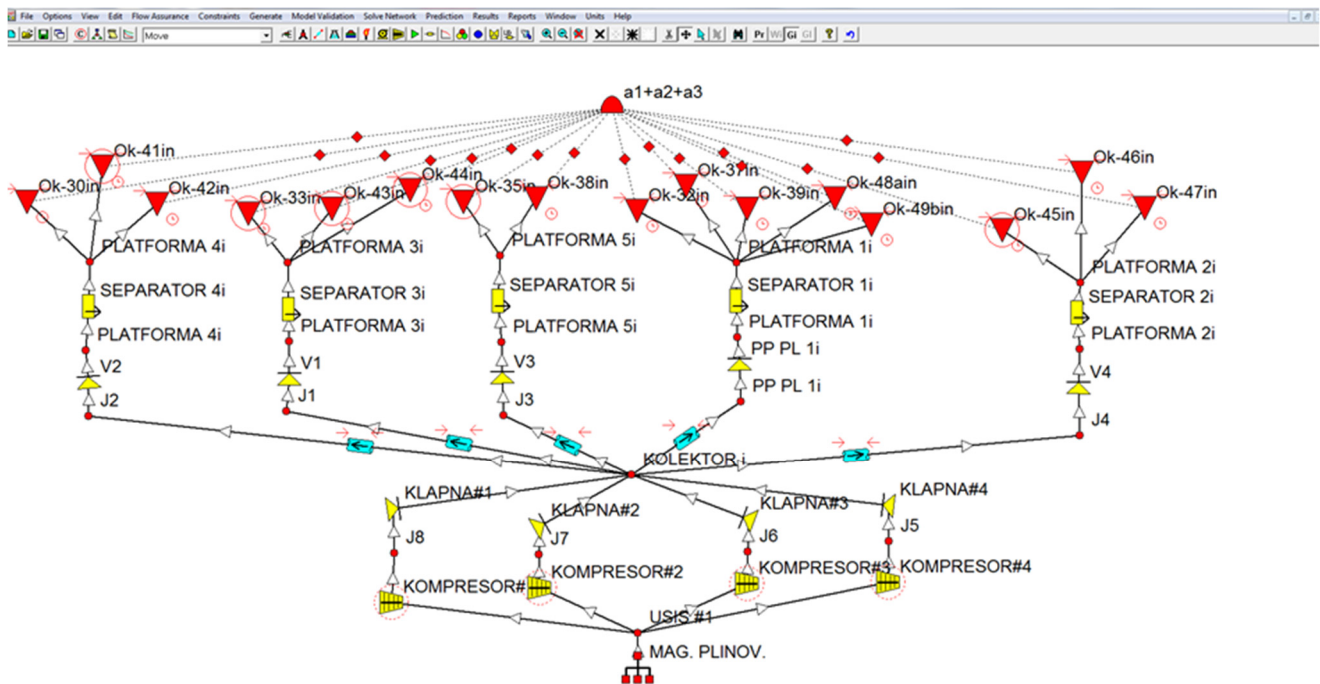 File Options View Edit Flow Assurance Constraints Generate Model Validation Solve Network Prediction Results Reports Window Units Help
Move
Pr Wi Gi Gi
a1+a2+a3
Ok-41in
Ok-30in
Ok-42in
Ok-33in
Ok-43in
Ok-44in
Ok-35in
Ok-38in
Ok-32in
Ok-37in
Ok-39in
Ok-48ain
Ok-49bin
Ok-45in
Ok-46in
Ok-47in
PLATFORMA 4i
PLATFORMA 3i
PLATFORMA 5i
PLATFORMA 1i
PLATFORMA 2i
SEPARATOR 4i
SEPARATOR 3i
SEPARATOR 5i
SEPARATOR 1i
SEPARATOR 2i
PLATFORMA 4i
PLATFORMA 3i
PLATFORMA 5i
PLATFORMA 1i
PLATFORMA 2i
V2
V1
V3
PP PL 1i
V4
J2
J1
J3
PP PL 1i
J4
KOLEKTOR i
KLAPNA#1
KLAPNA#2
KLAPNA#3
KLAPNA#4
J8
J7
J6
J5
KOMPRESOR#
KOMPRESOR#2
KOMPRESOR#3
KOMPRESOR#4
USIS #1
MAG. PLINOV.